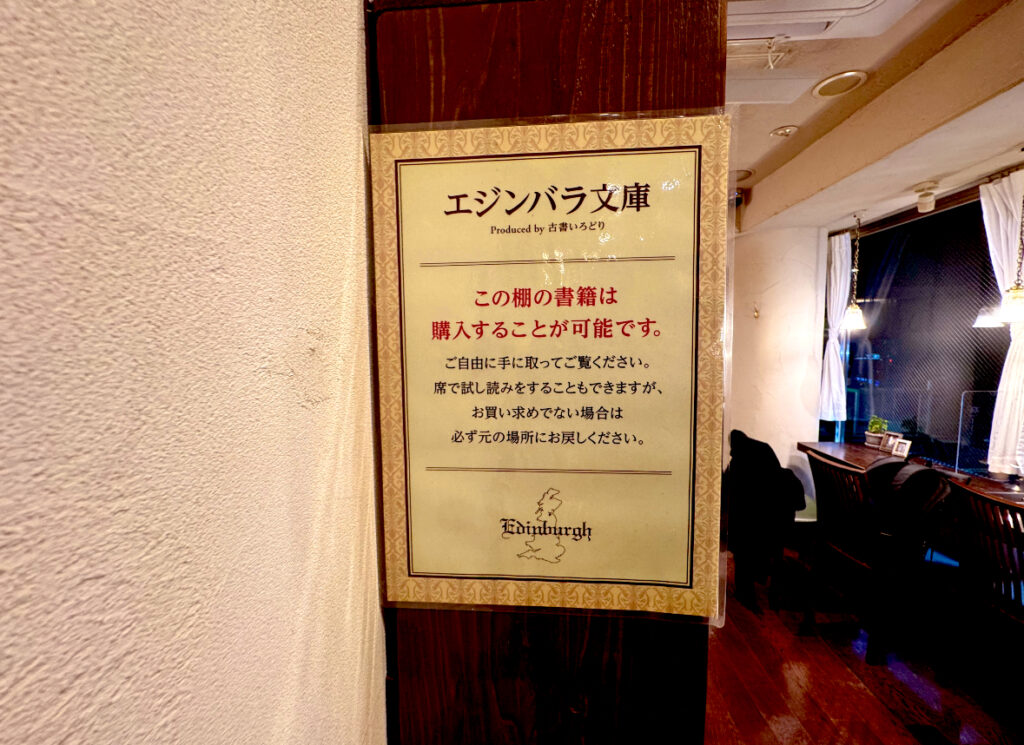 エジンバラ文庫
Produced by 古書いろどり
この棚の書籍は
購入することが可能です。
ご自由に手に取ってご覧ください。
席で試し読みをすることもできますが、
お買い求めでない場合は
必ず元の場所にお戻しください。
Edinburgh